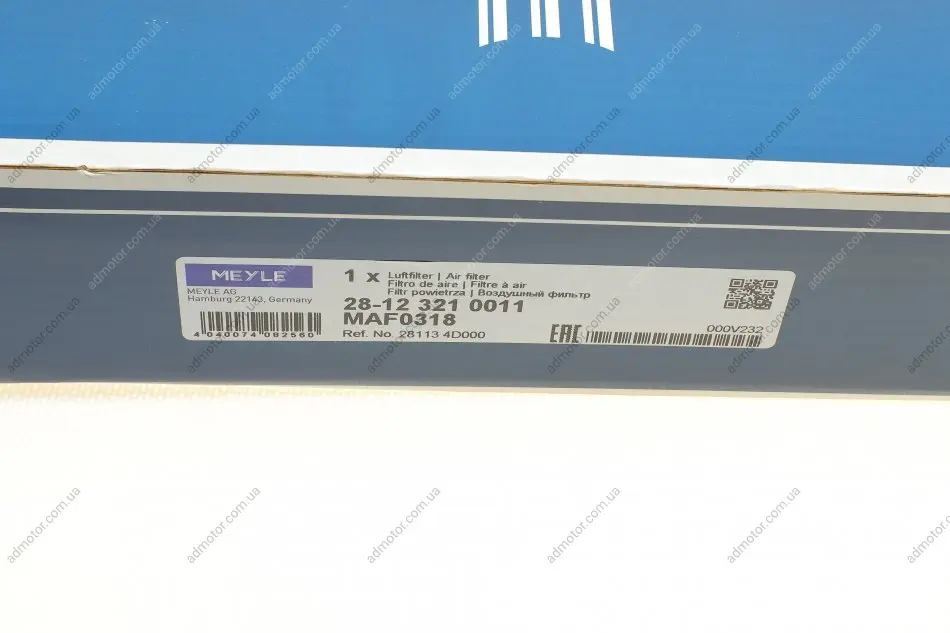 MEYLE
MEYLE AG
Hamburg 22143, Germany
4 040074 082560
1 x Luftfilter | Air filter
Filtro de aire | Filtre à air
Filtr powietrza | Воздушный фильтр
28-12 321 0011
MAF0318
Ref. No. 28113 4D000
EAC
000V232
admotor.com.ua